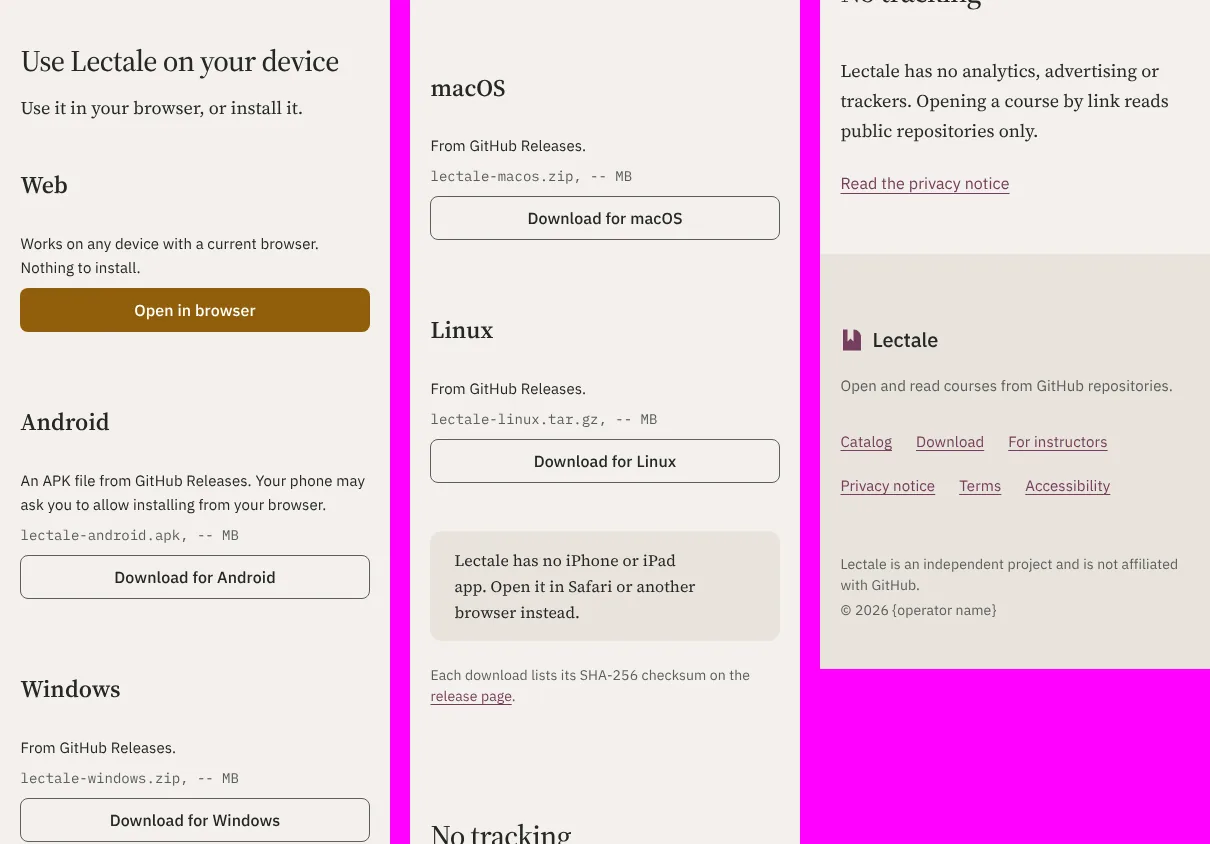 Use Lectale on your device
Use it in your browser, or install it.
Web
Works on any device with a current browser.
Nothing to install.
Open in browser
Android
An APK file from GitHub Releases. Your phone may
ask you to allow installing from your browser.
lectale-android.apk, -- MB
Download for Android
Windows
From GitHub Releases.
lectale-windows.zip, -- MB
Download for Windows
macOS
From GitHub Releases.
lectale-macos.zip, -- MB
Download for macOS
Linux
From GitHub Releases.
lectale-linux.tar.gz, -- MB
Download for Linux
Lectale has no iPhone or iPad
app. Open it in Safari or another
browser instead.
Each download lists its SHA-256 checksum on the
release page.
No tracking
No tracking
Lectale has no analytics, advertising or
trackers. Opening a course by link reads
public repositories only.
Read the privacy notice
Lectale
Open and read courses from GitHub repositories.
Catalog Download For instructors
Privacy notice Terms Accessibility
Lectale is an independent project and is not affiliated
with GitHub.
© 2026 {operator name}